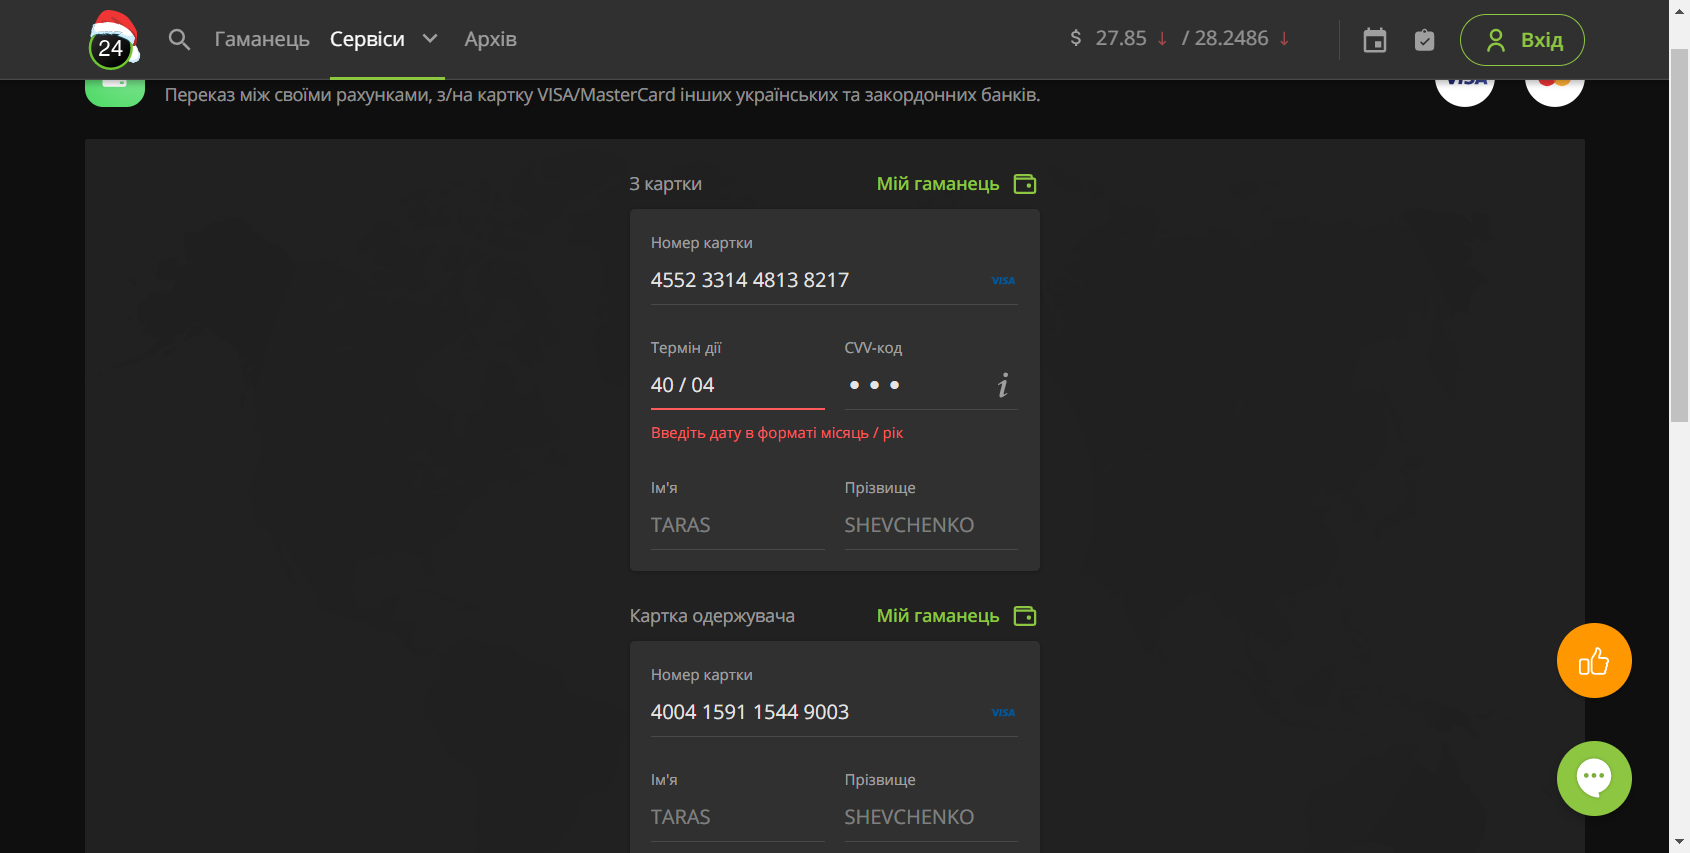 24 Гаманець Сервіси Архів $ 27.85 ↓ / 28.2486 ↓ Вхід
Переказ між своїми рахунками, з/на картку VISA/MasterCard інших українських та закордонних банків.
VISA
З картки Мій гаманець
Номер картки
4552 3314 4813 8217 VISA
Термін дії CVV-код
40 / 04 • • • i
Введіть дату в форматі місяць / рік
Ім'я Прізвище
TARAS SHEVCHENKO
Картка одержувача Мій гаманець
Номер картки
4004 1591 1544 9003 VISA
Ім'я Прізвище
TARAS SHEVCHENKO